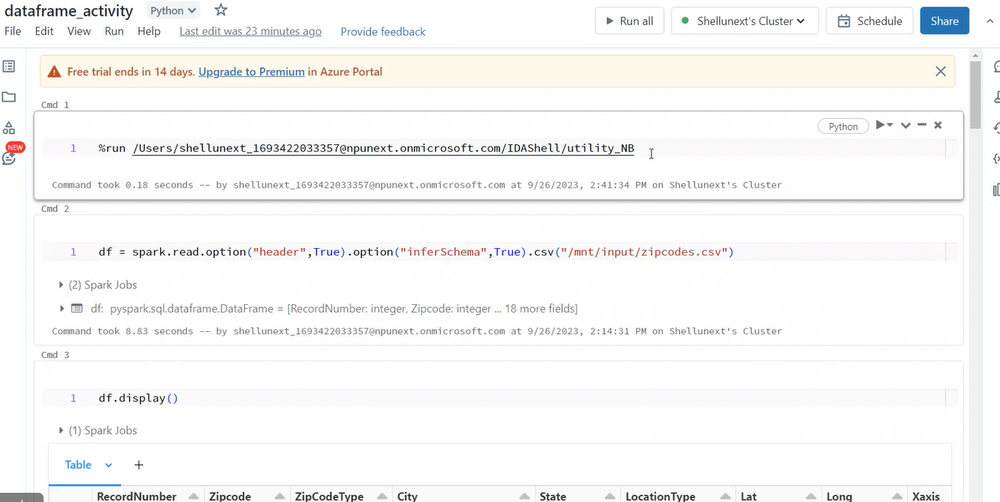 dataframe_activity Python
File Edit View Run Help Last edit was 23 minutes ago Provide feedback
Run all Shellunext's Cluster Schedule Share
Free trial ends in 14 days. Upgrade to Premium in Azure Portal
Cmd 1
Python
1 %run /Users/shellunext_1693422033357@npunext.onmicrosoft.com/IDAShell/utility_NB
NEW
Command took 0.18 seconds -- by shellunext_1693422033357@npunext.onmicrosoft.com at 9/26/2023, 2:41:34 PM on Shellunext's Cluster
Cmd 2
1 df = spark.read.option("header",True).option("inferSchema",True).csv("/mnt/input/zipcodes.csv")
(2) Spark Jobs
df: pyspark.sql.dataframe.DataFrame = [RecordNumber: integer, Zipcode: integer ... 18 more fields]
Command took 8.83 seconds -- by shellunext_1693422033357@npunext.onmicrosoft.com at 9/26/2023, 2:14:31 PM on Shellunext's Cluster
Cmd 3
1 df.display()
(1) Spark Jobs
Table +
RecordNumber Zipcode ZipCodeType City State LocationType Lat Long Xaxis